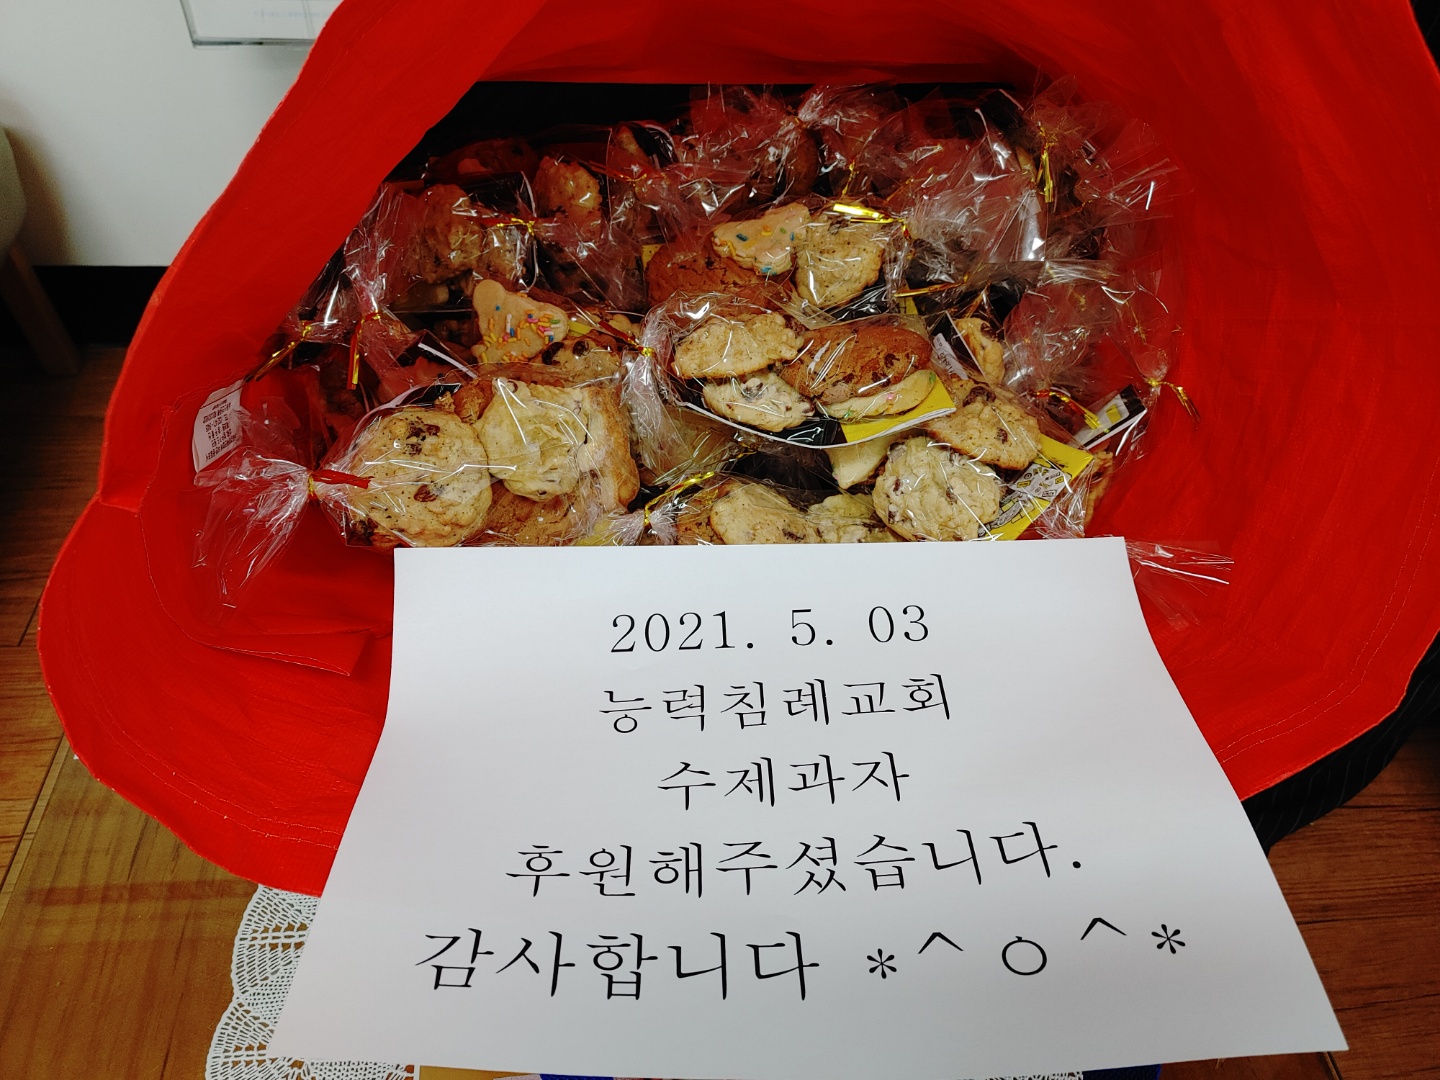 2021. 5. 03
능력침례교회
수제과자
후원해주셨습니다.
감사합니다 *^ㅇ^*